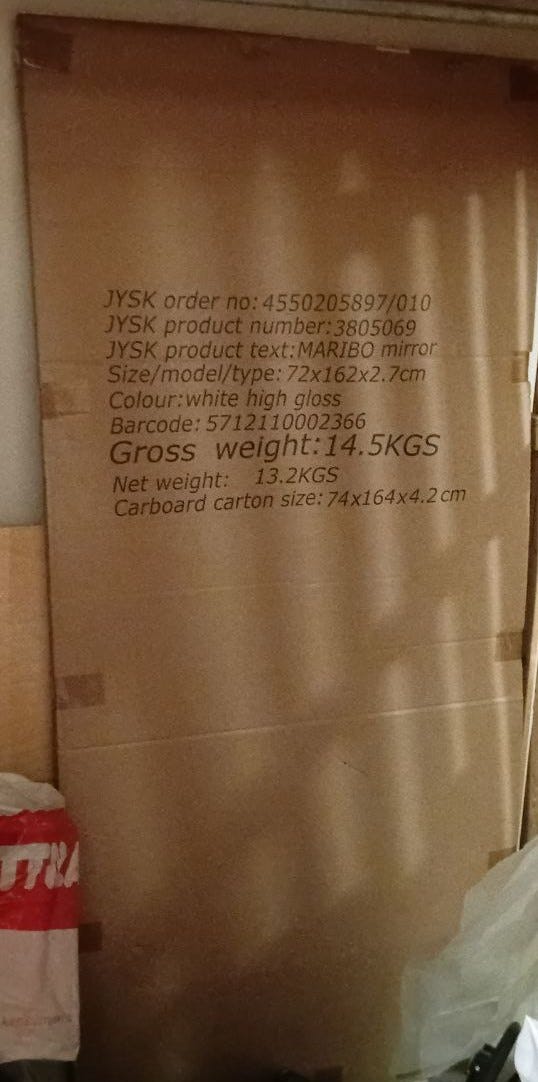 JYSK order no: 4550205897/010
JYSK product number: 3805069
JYSK product text: MARIBO mirror
Size/model/type: 72x162x2.7cm
Colour: white high gloss
Barcode: 5712110002366
Gross weight: 14.5KGS
Net weight: 13.2KGS
Carboard carton size: 74x164x4.2cm